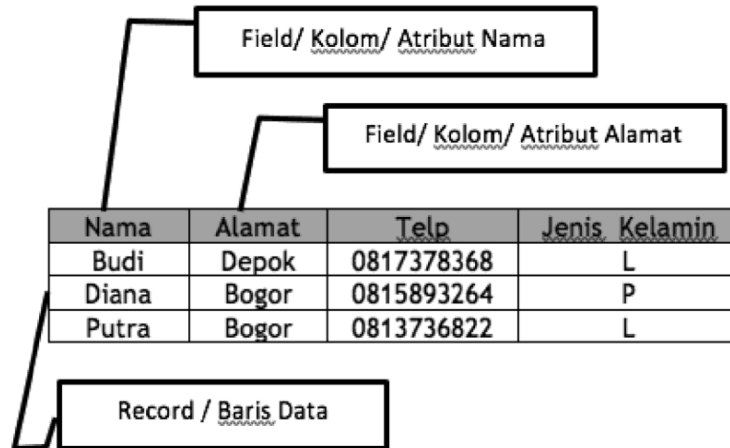 Field/ Kolom/ Atribut Nama
Field/ Kolom/ Atribut Alamat
Nama Alamat Telp Jenis Kelamin
Budi Depok 0817378368 L
Diana Bogor 0815893264 P
Putra Bogor 0813736822 L
Record / Baris Data